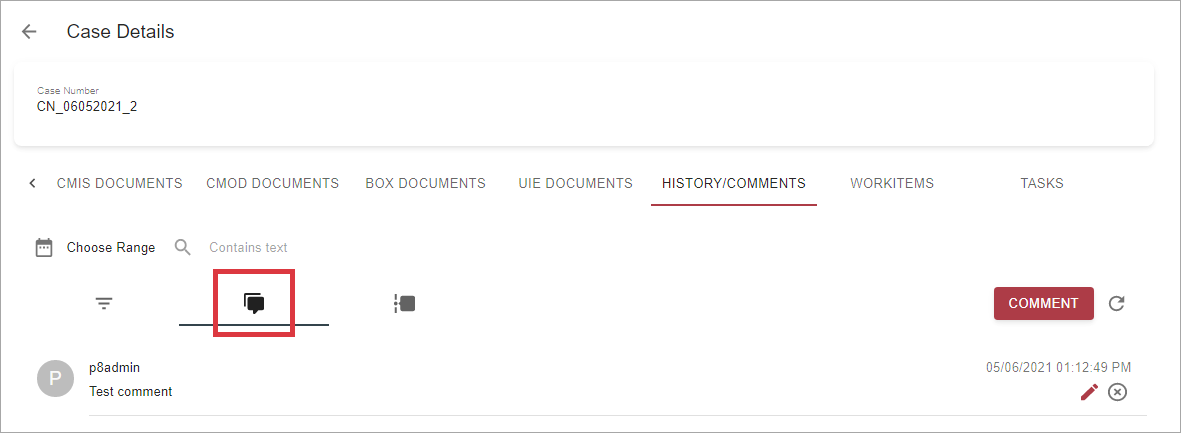 Case Details
Case Number
CN_06052021_2
CMIS DOCUMENTS CMOD DOCUMENTS BOX DOCUMENTS UIE DOCUMENTS HISTORY/COMMENTS WORKITEMS TASKS
Choose Range Contains text
COMMENT
P p8admin 05/06/2021 01:12:49 PM
Test comment